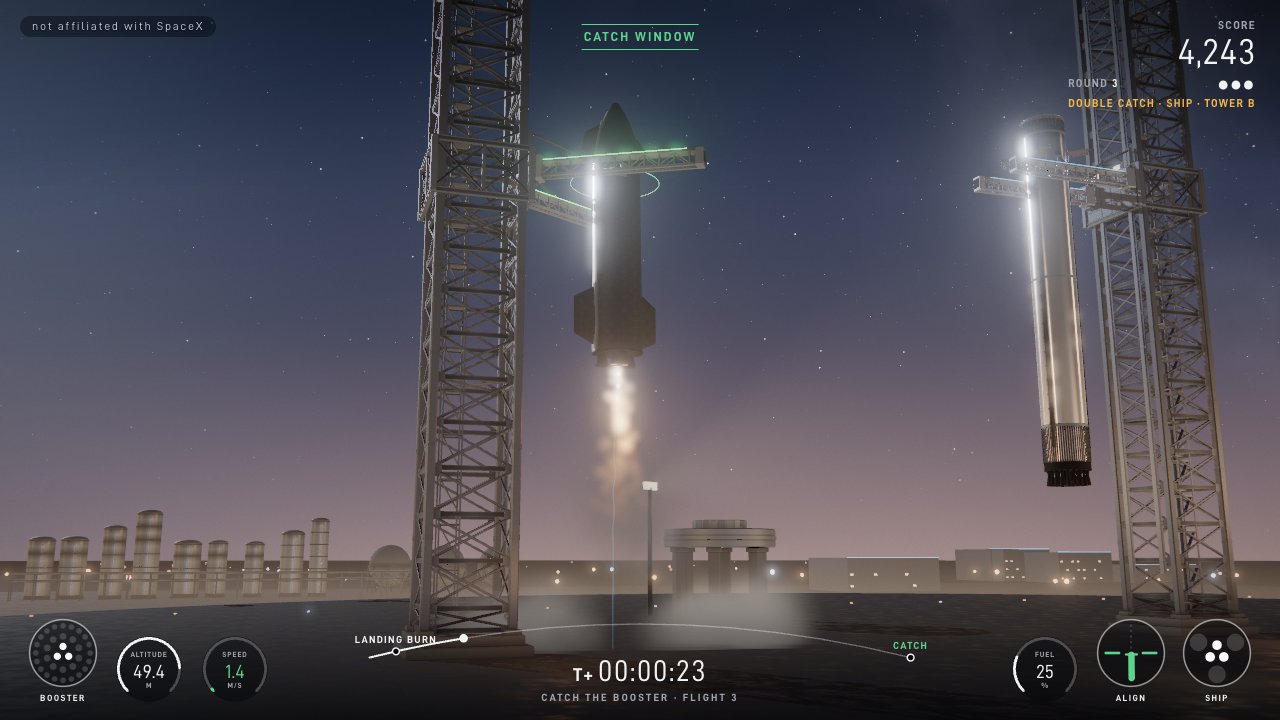 not affiliated with SpaceX
CATCH WINDOW
SCORE
4,243
ROUND 3
DOUBLE CATCH · SHIP · TOWER B
LANDING BURN
CATCH
T+ 00:00:23
CATCH THE BOOSTER · FLIGHT 3
BOOSTER
ALTITUDE
49.4
M
SPEED
1.4
M/S
FUEL
25
%
ALIGN
SHIP